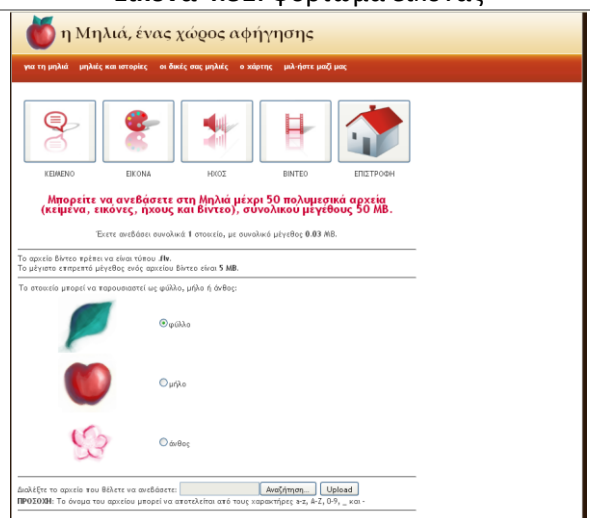 η Μηλιά, ένας χώρος αφήγησης
για τη μηλιά μηλιές και ιστορίες οι δικές σας μηλιές ο χάρτης μιλ-ήστε μαζί μας
ΚΕΙΜΕΝΟ ΕΙΚΟΝΑ ΗΧΟΣ ΒΙΝΤΕΟ ΕΠΙΣΤΡΟΦΗ
Μπορείτε να ανεβάσετε στη Μηλιά μέχρι 50 πολυμεσικά αρχεία
(κείμενα, εικόνες, ήχους και βίντεο), συνολικού μεγέθους 50 MB.
Έχετε ανεβάσει συνολικά 1 στοιχείο, με συνολικό μέγεθος 0.03 MB.
Το αρχείο βίντεο πρέπει να είναι τύπου .flv.
Το μέγιστο επιτρεπτό μέγεθος ενός αρχείου βίντεο είναι 5 MB.
Το στοιχείο μπορεί να παρουσιαστεί ως φύλλο, μήλο ή άνθος:
φύλλο
μήλο
άνθος
Διαλέξτε το αρχείο που θέλετε να ανεβάσετε: Αναζήτηση... Upload
ΠΡΟΣΟΧΗ: Το όνομα του αρχείου μπορεί να αποτελείται από τους χαρακτήρες a-z, A-Z, 0-9, _ και -